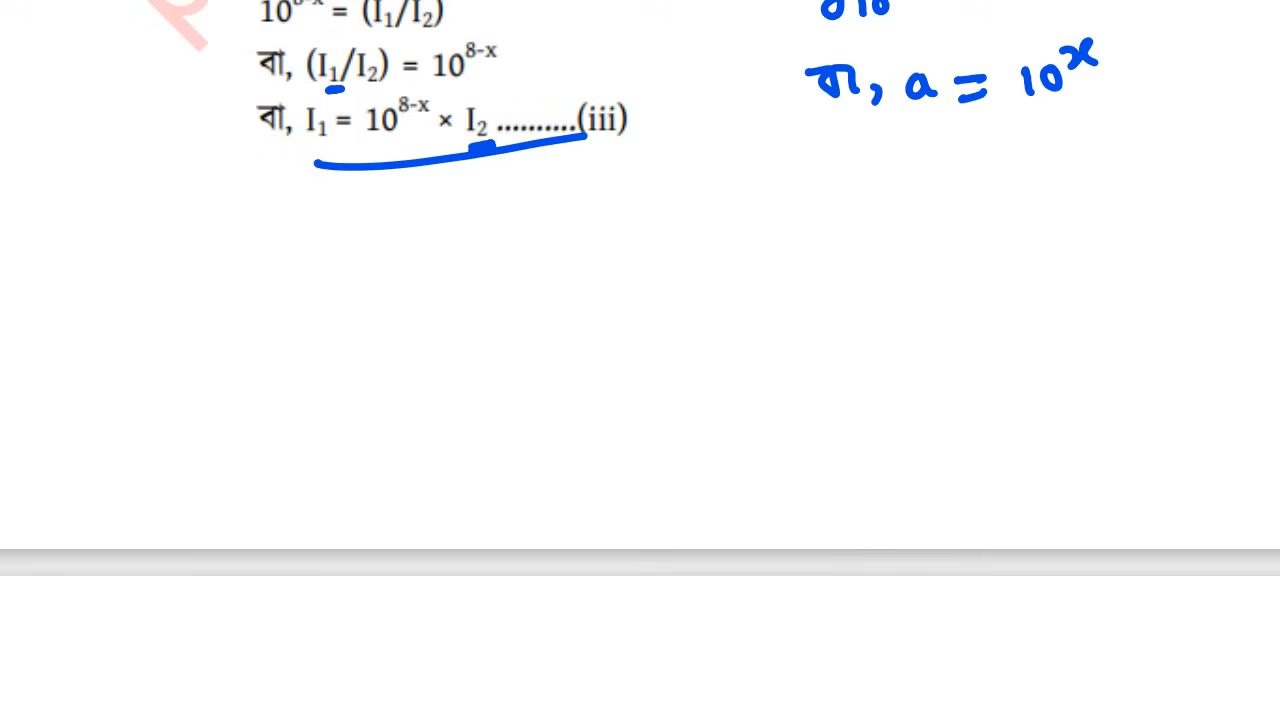 10⁸⁻ˣ = (I₁/I₂)
বা, (I₁/I₂) = 10⁸⁻ˣ
বা, a = 10ˣ
বা, I₁ = 10⁸⁻ˣ × I₂ ..........(iii)